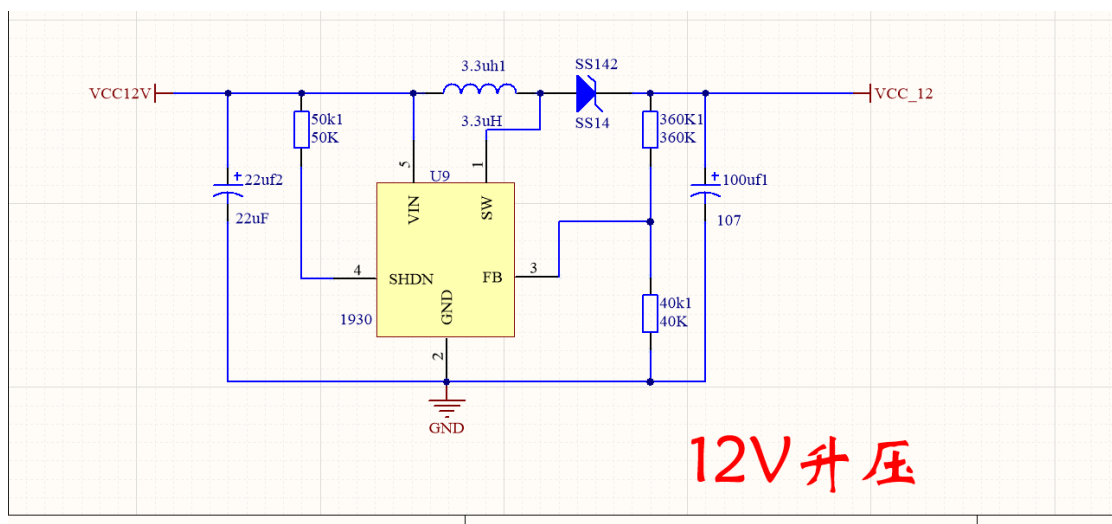 3.3uh1
SS142
VCC12V
VCC_12
3.3uH
SS14
50k1
50K
360K1
360K
5
1
U9
22uf2
22uF
100uf1
107
VIN
SW
4
SHDN
FB
3
GND
1930
40k1
40K
2
GND
12V升压